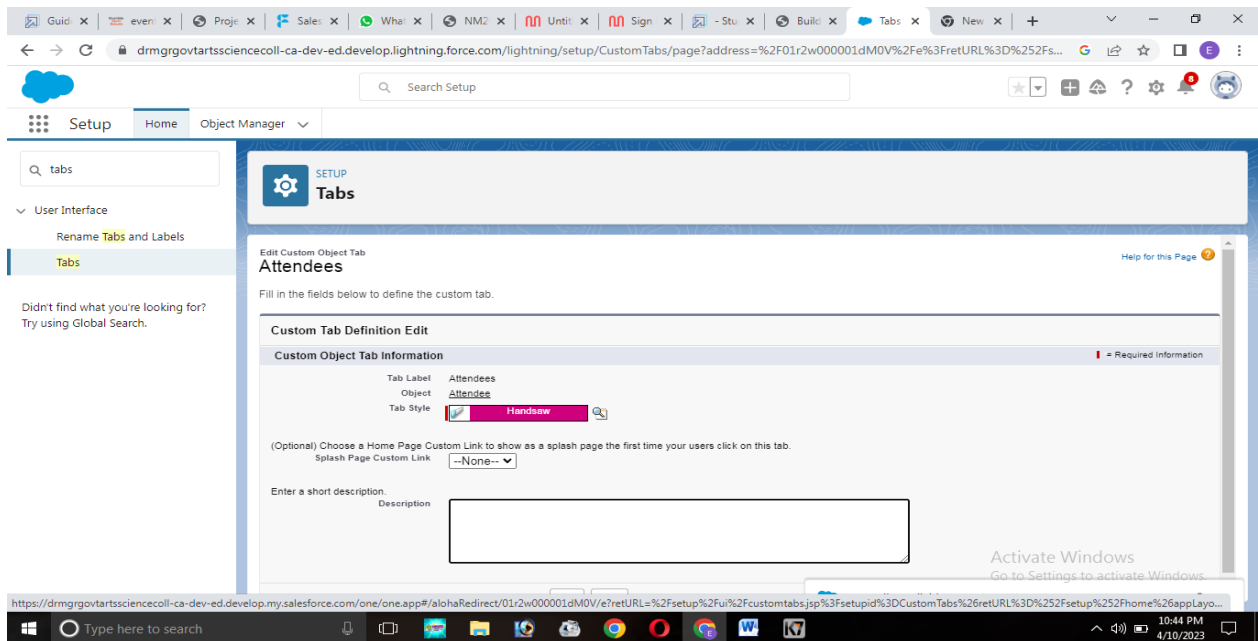 Guid
event
Proje
Sales
What
NM2
Untit
Sign
- Stu
Build
Tabs
New
drmgrgovtartssciencecoll-ca-dev-ed.develop.lightning.force.com/lightning/setup/CustomTabs/page?address=%2F01r2w000001dM0V%2Fe%3FretURL%3D%252Fs...
E
Search Setup
8
Setup
Home
Object Manager
tabs
User Interface
Rename Tabs and Labels
Tabs
Didn't find what you're looking for?
Try using Global Search.
SETUP
Tabs
Edit Custom Object Tab
Attendees
Help for this Page
Fill in the fields below to define the custom tab.
Custom Tab Definition Edit
Custom Object Tab Information
= Required Information
Tab Label Attendees
Object Attendee
Tab Style Handsaw
(Optional) Choose a Home Page Custom Link to show as a splash page the first time your users click on this tab.
Splash Page Custom Link --None--
Enter a short description.
Description
Activate Windows
Go to Settings to activate Windows.
https://drmgrgovtartssciencecoll-ca-dev-ed.develop.my.salesforce.com/one/one.app#/alohaRedirect/01r2w000001dM0V/e?retURL=%2Fsetup%2Fui%2Fcustomtabs.jsp%3Fsetupid%3DCustomTabs%26retURL%3D%252Fsetup%252Fhome%26appLayo...
Type here to search
10:44 PM
4/10/2023